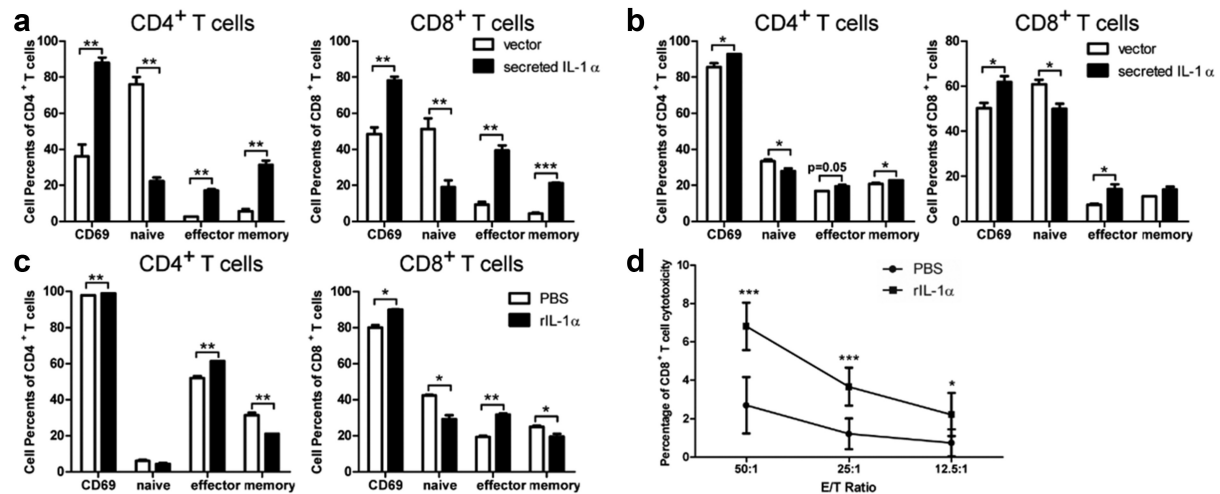 a
CD4+ T cells
Cell Percents of CD4 + T cells
100
80
60
40
20
0
**
**
**
**
CD69 naive effector memory
CD8+ T cells
Cell Percents of CD8 + T cells
100
80
60
40
20
0
**
**
**
***
vector
secreted IL-1 α
CD69 naive effector memory
b
CD4+ T cells
Cell Percents of CD4 + T cells
100
80
60
40
20
0
*
*
p=0.05
*
CD69 naive effector memory
CD8+ T cells
Cell Percents of CD8 + T cells
80
60
40
20
0
*
*
*
vector
secreted IL-1 α
CD69 naive effector memory
c
CD4+ T cells
Cell Percents of CD4 + T cells
100
80
60
40
20
0
**
**
**
CD69 naive effector memory
CD8+ T cells
Cell Percents of CD8 + T cells
100
80
60
40
20
0
*
*
**
*
PBS
rIL-1α
CD69 naive effector memory
d
Percentage of CD8+ T cell cytotoxicity
10
8
6
4
2
0
PBS
rIL-1α
***
***
*
50:1 25:1 12.5:1
E/T Ratio